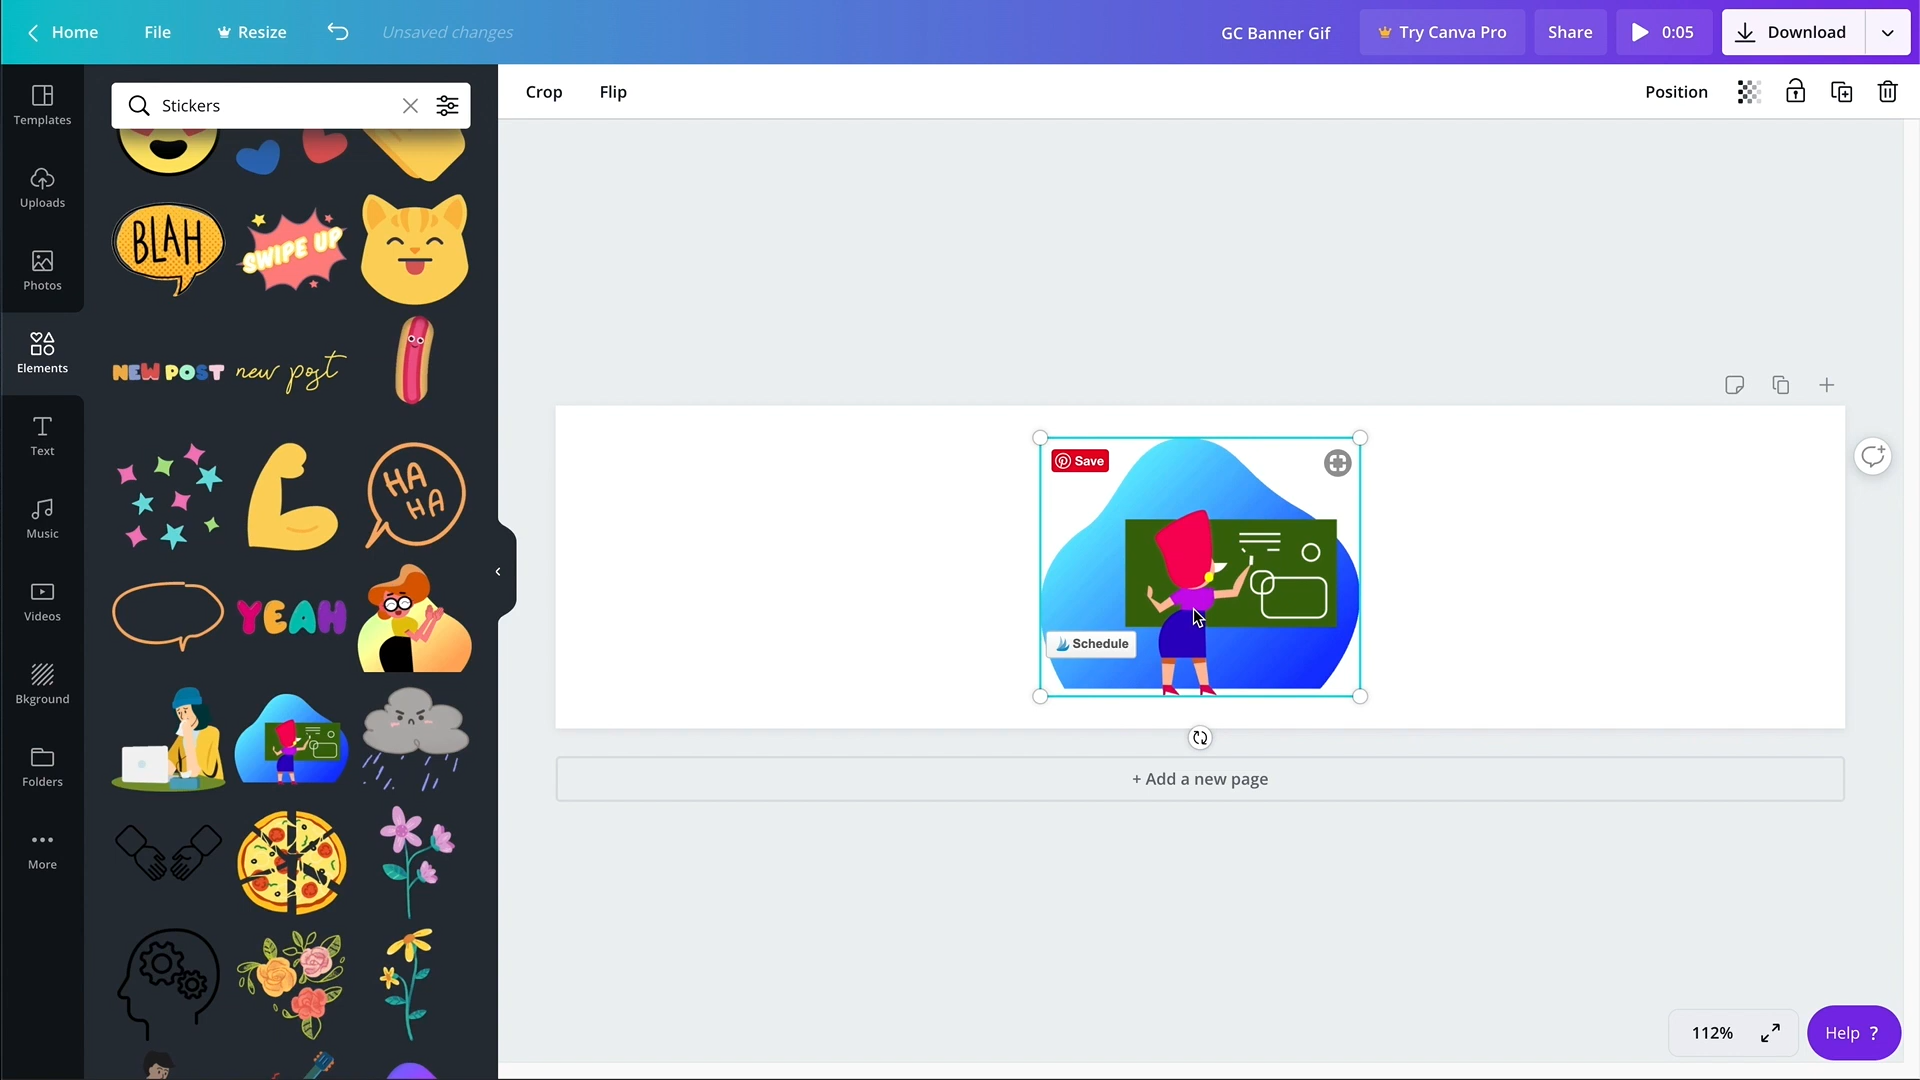 Home
File
Resize
Unsaved changes
GC Banner Gif
Try Canva Pro
Share
0:05
Download
Templates
Uploads
Photos
Elements
Text
Music
Videos
Bkground
Folders
More
Stickers
BLAH
SWIPE UP
NEW POST
new post
HA
HA
YEAH
Crop
Flip
Position
Save
Schedule
+ Add a new page
112%
Help ?